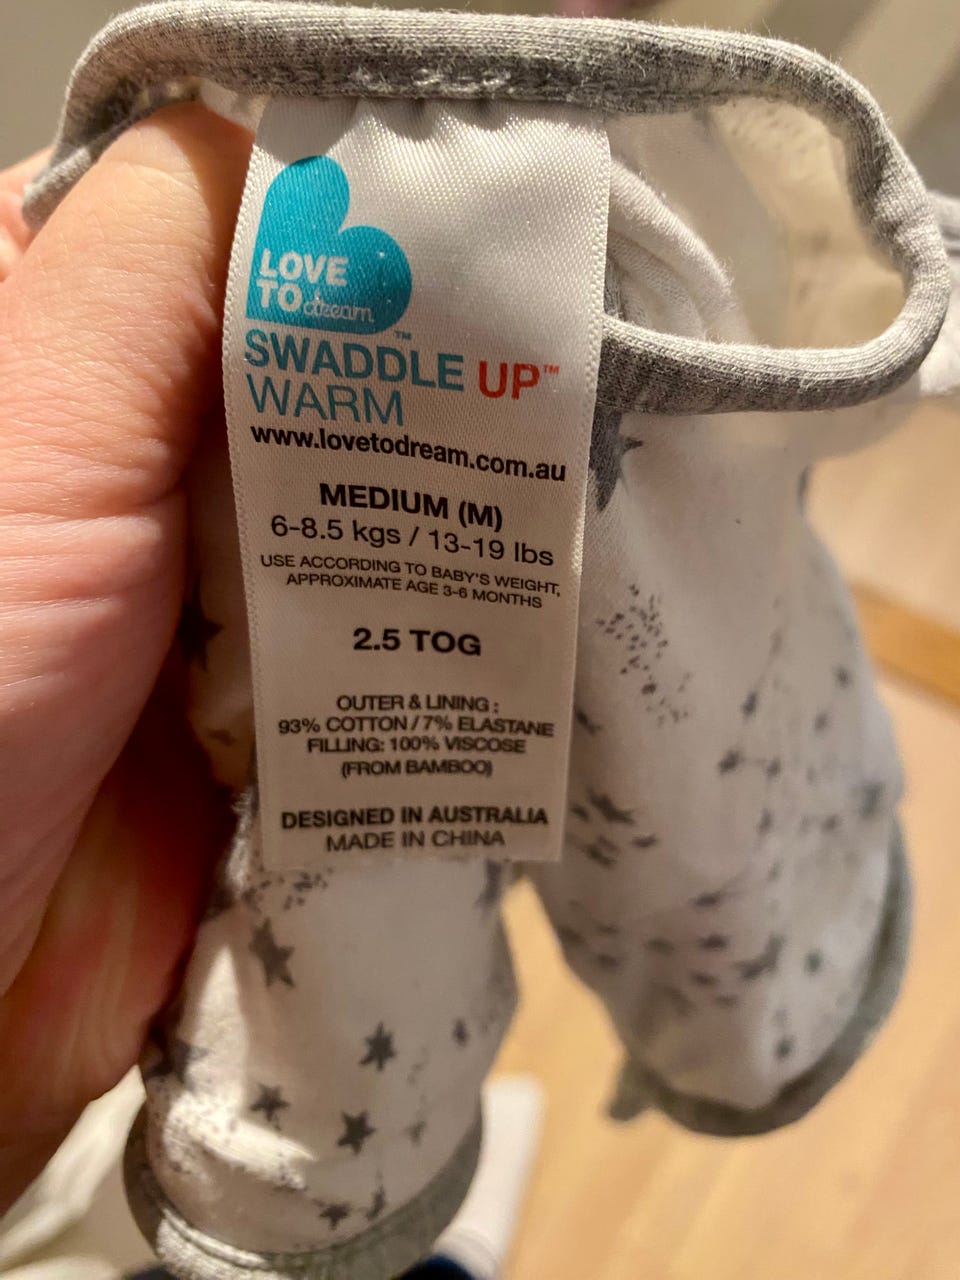 LOVE
TO dream™
SWADDLE UP™
WARM
www.lovetodream.com.au
MEDIUM (M)
6-8.5 kgs / 13-19 lbs
USE ACCORDING TO BABY'S WEIGHT,
APPROXIMATE AGE 3-6 MONTHS
2.5 TOG
OUTER & LINING :
93% COTTON / 7% ELASTANE
FILLING: 100% VISCOSE
(FROM BAMBOO)
DESIGNED IN AUSTRALIA
MADE IN CHINA